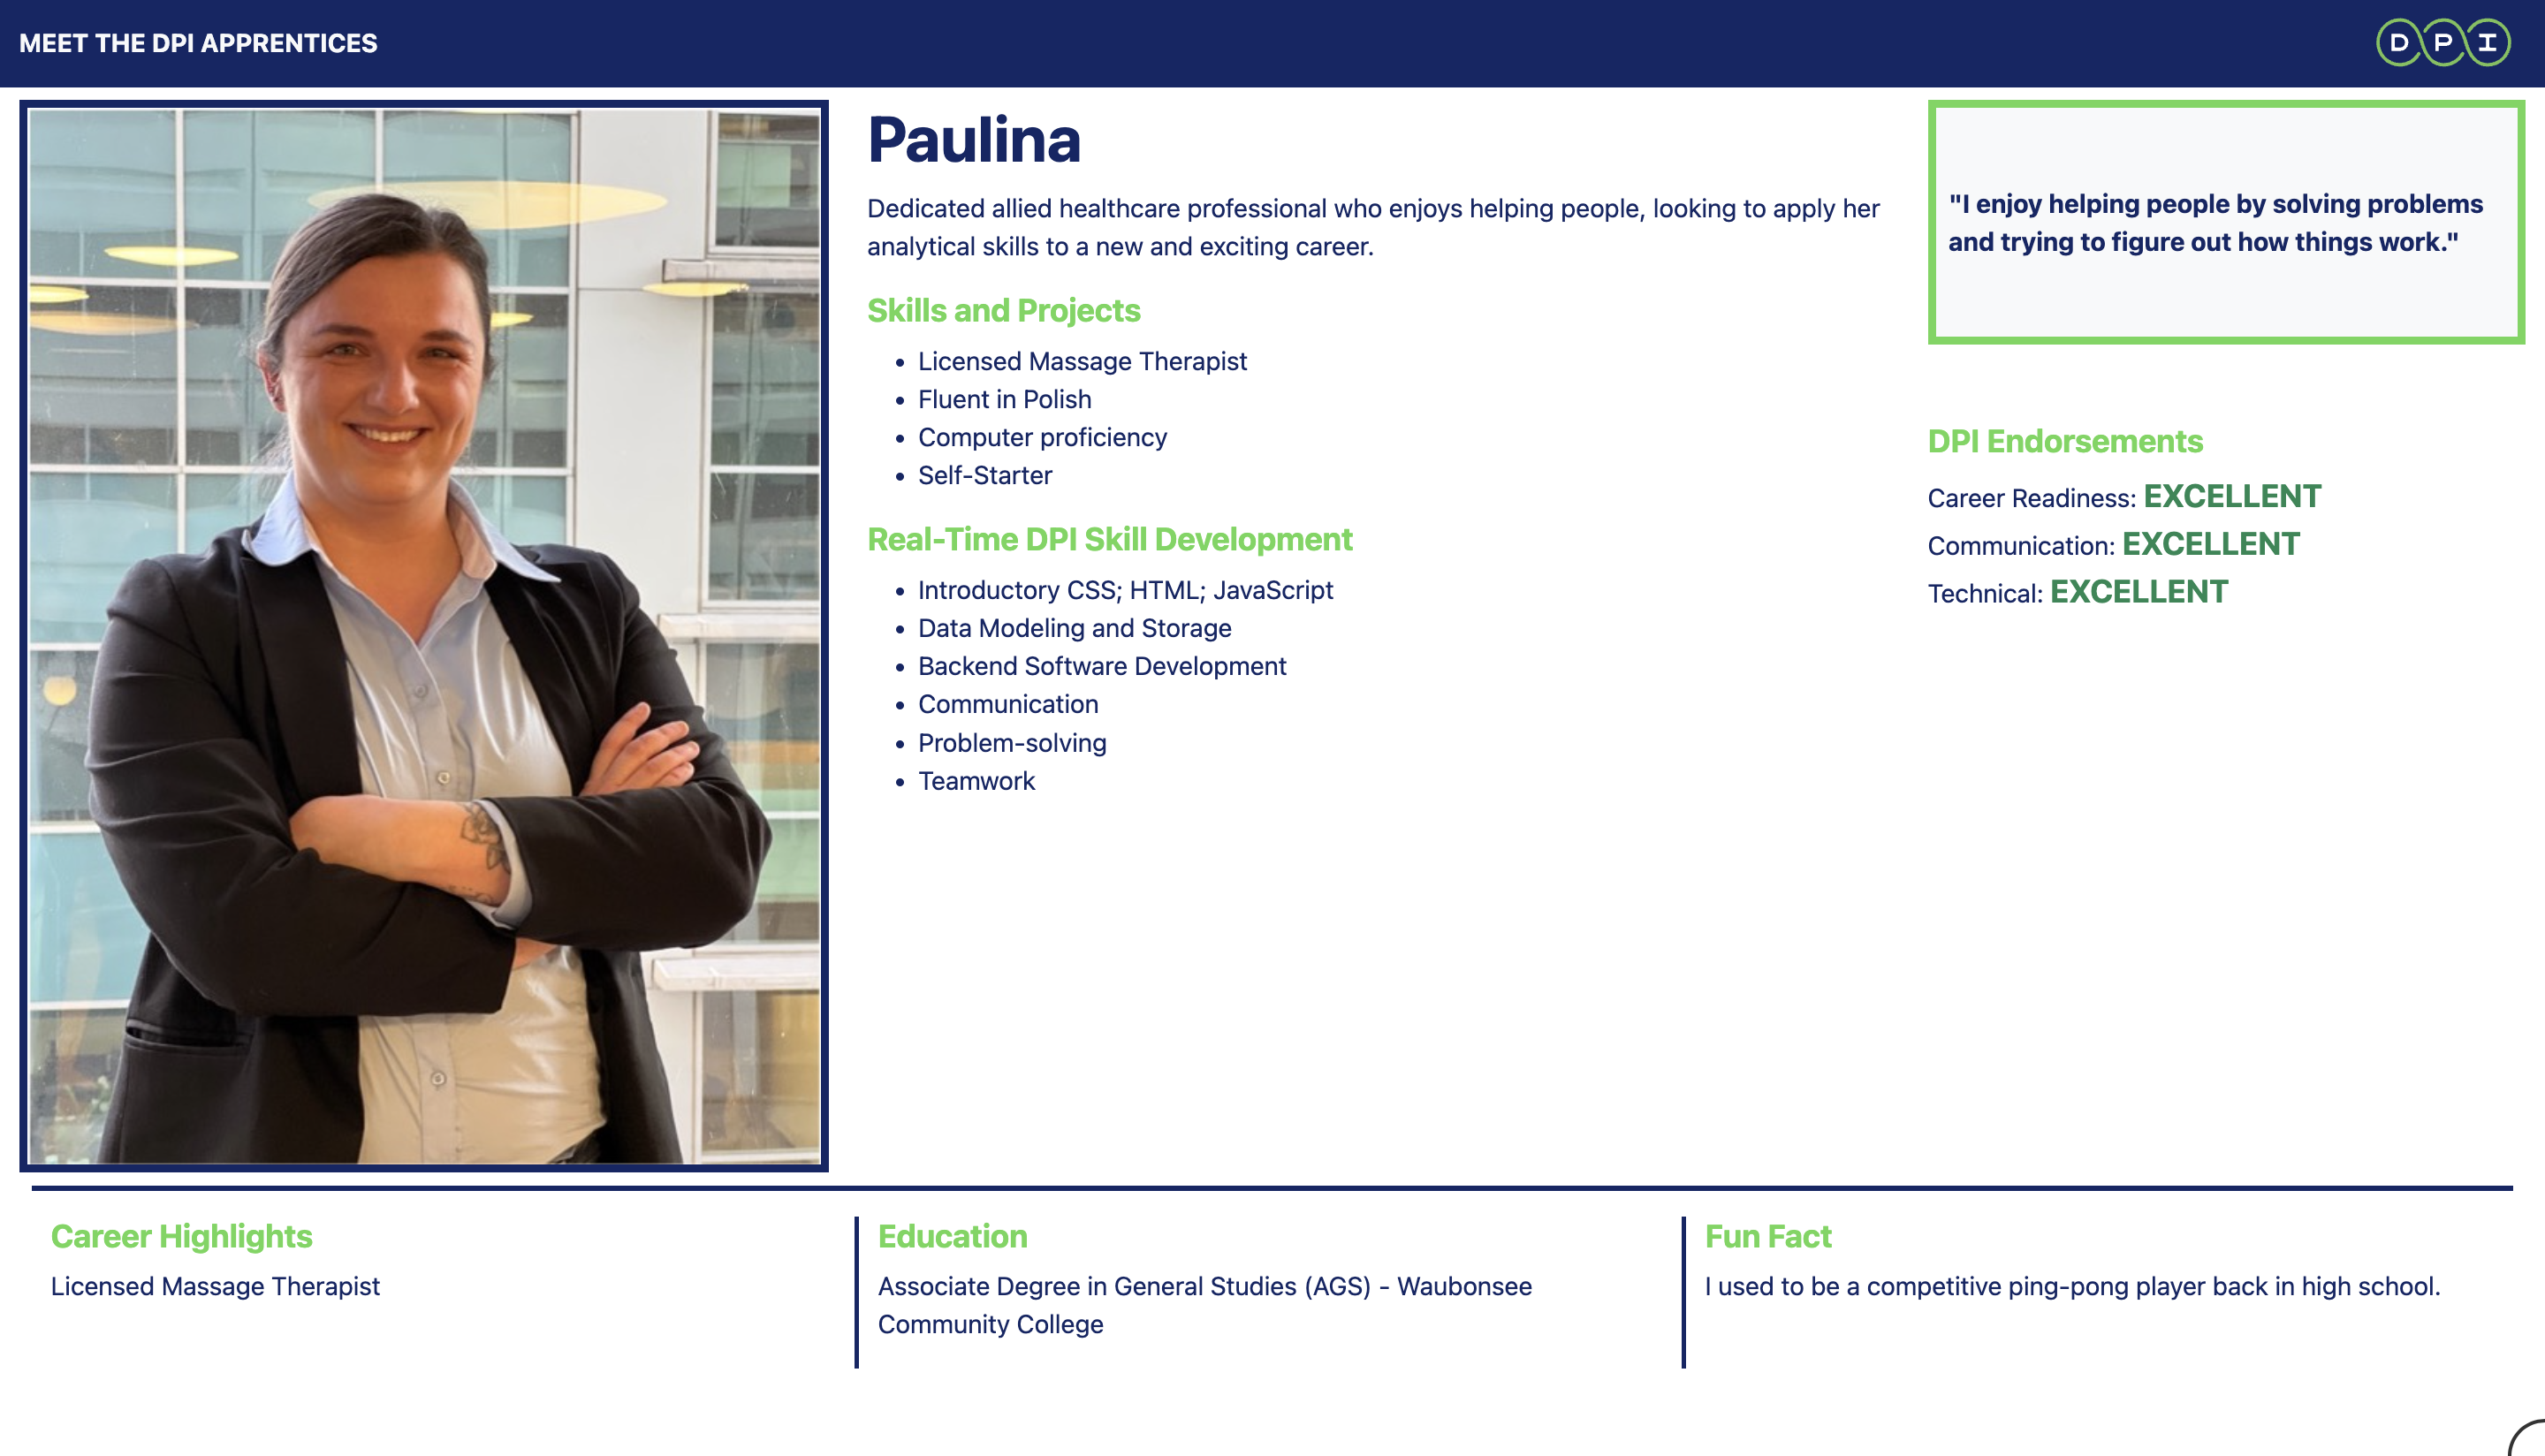 MEET THE DPI APPRENTICES
DPI
Paulina
Dedicated allied healthcare professional who enjoys helping people, looking to apply her
analytical skills to a new and exciting career.
Skills and Projects
• Licensed Massage Therapist
• Fluent in Polish
• Computer proficiency
• Self-Starter
Real-Time DPI Skill Development
• Introductory CSS; HTML; JavaScript
• Data Modeling and Storage
• Backend Software Development
• Communication
• Problem-solving
• Teamwork
"I enjoy helping people by solving problems
and trying to figure out how things work."
DPI Endorsements
Career Readiness: EXCELLENT
Communication: EXCELLENT
Technical: EXCELLENT
Career Highlights
Licensed Massage Therapist
Education
Associate Degree in General Studies (AGS) - Waubonsee
Community College
Fun Fact
I used to be a competitive ping-pong player back in high school.